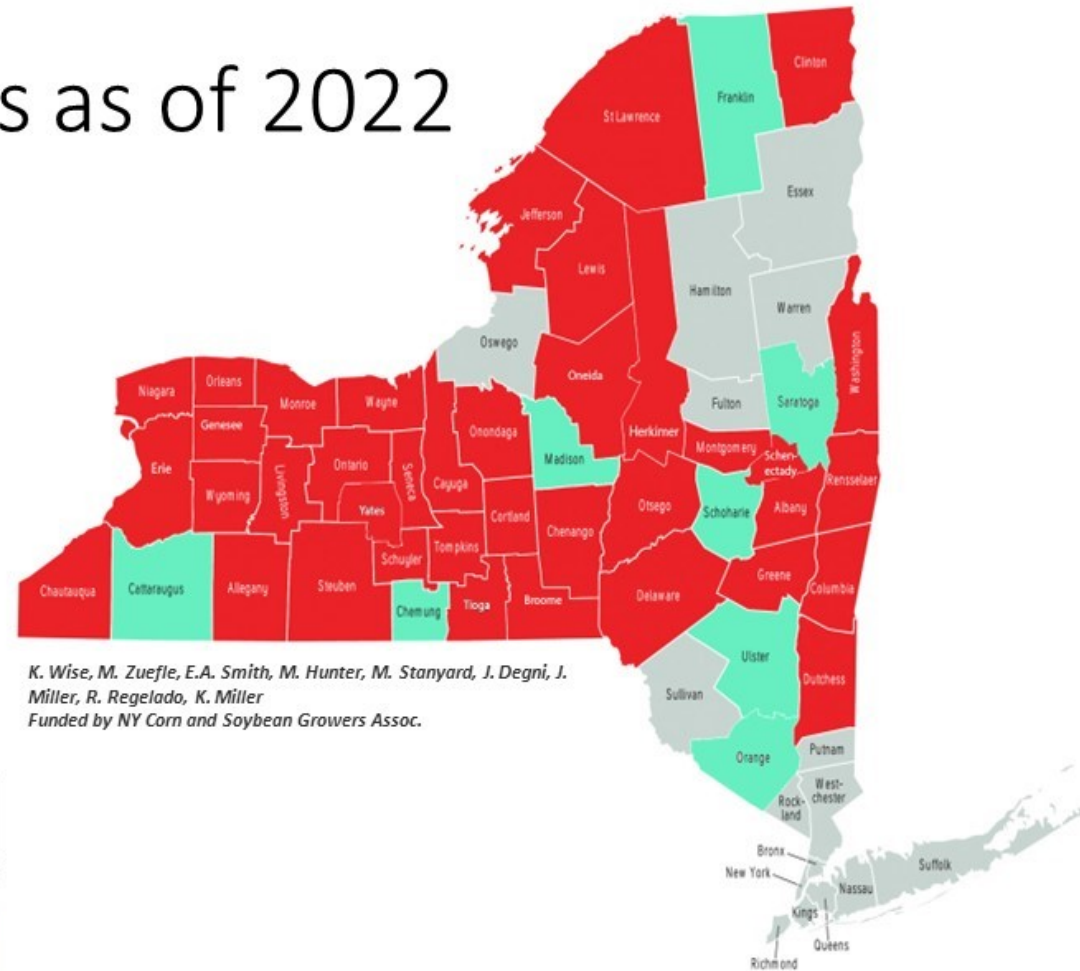 s as of 2022
Clinton
Franklin
St Lawrence
Essex
Jefferson
Lewis
Hamilton
Warren
Oswego
Washington
Oneida
Niagara
Orleans
Monroe
Wayne
Fulton
Saratoga
Genesee
Onondaga
Herkimer
Montgomery
Schen-
ectady
Madison
Erie
Ontario
Seneca
Livingston
Wyoming
Cayuga
Rensselaer
Yates
Cortland
Otsego
Schoharie
Albany
Chenango
Tompkins
Schuyler
Chautauqua
Cattaraugus
Allegany
Steuben
Greene
Columbia
Delaware
Chemung
Tioga
Broome
Ulster
Dutchess
K. Wise, M. Zuefle, E.A. Smith, M. Hunter, M. Stanyard, J. Degni, J.
Miller, R. Regelado, K. Miller
Funded by NY Corn and Soybean Growers Assoc.
Sullivan
Orange
Putnam
West-
chester
Rock-
land
Bronx
New York
Suffolk
Nassau
Kings
Queens
Richmond